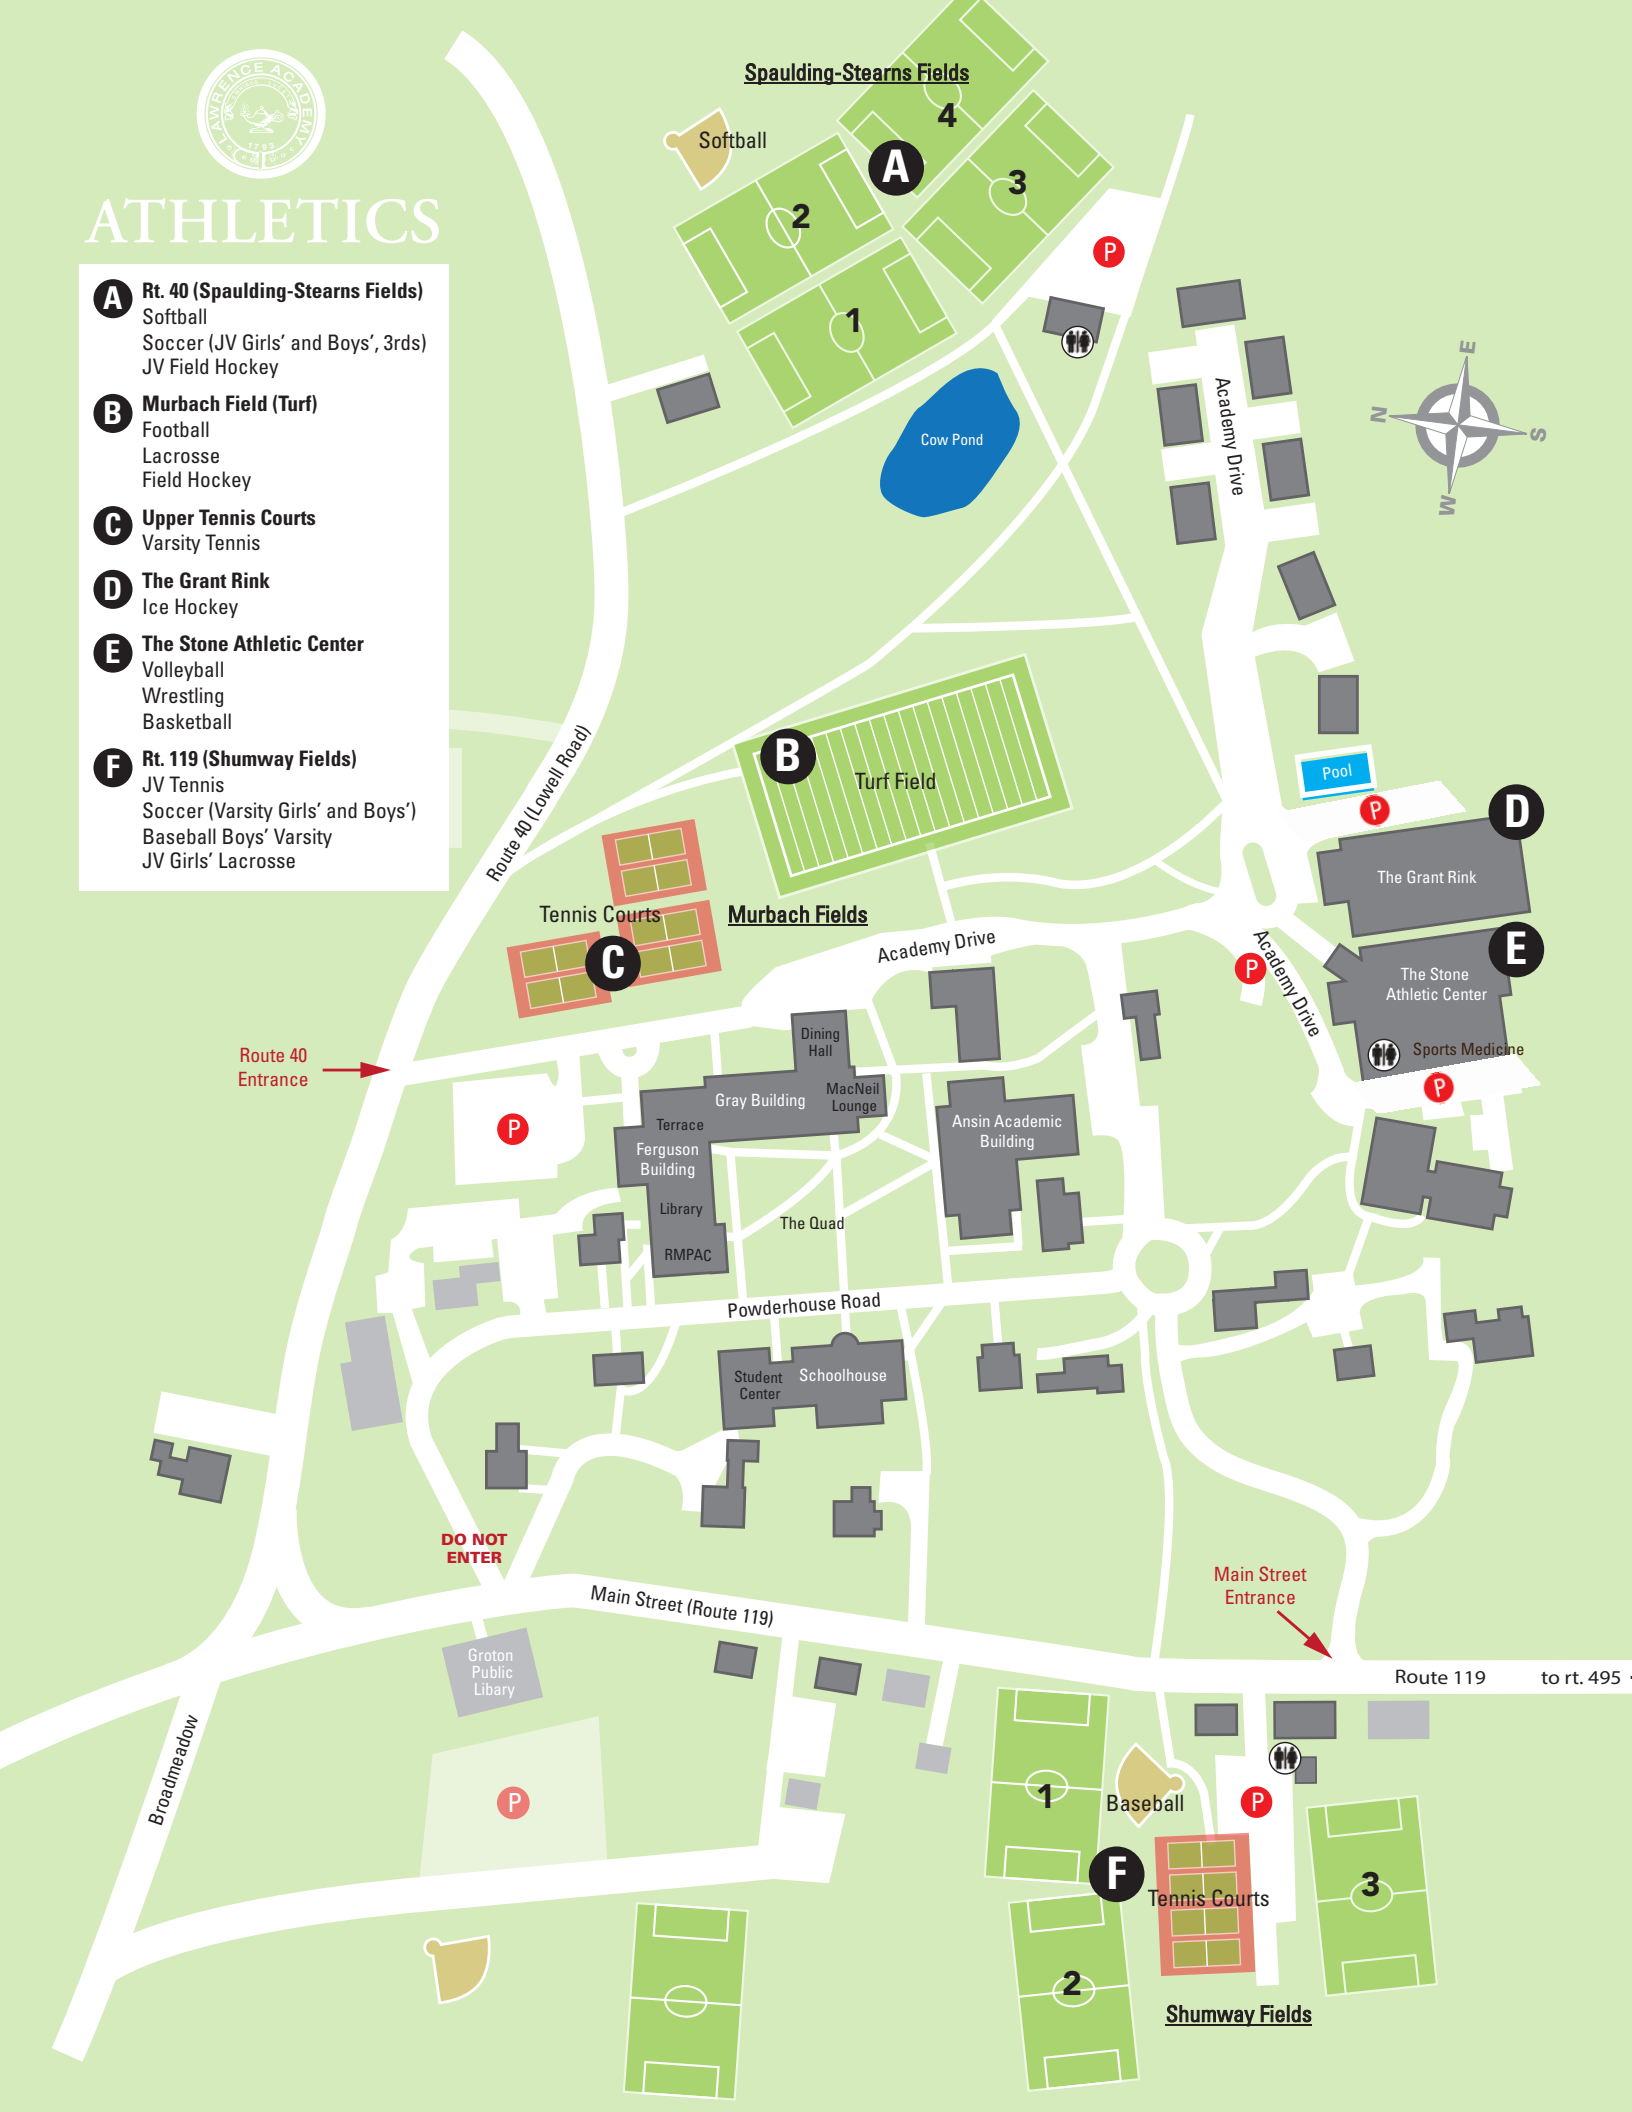 LAWRENCE ACADEMY
1793
ATHLETICS
A
Rt. 40 (Spaulding-Stearns Fields)
Softball
Soccer (JV Girls’ and Boys’, 3rds)
JV Field Hockey
B
Murbach Field (Turf)
Football
Lacrosse
Field Hockey
C
Upper Tennis Courts
Varsity Tennis
D
The Grant Rink
Ice Hockey
E
The Stone Athletic Center
Volleyball
Wrestling
Basketball
F
Rt. 119 (Shumway Fields)
JV Tennis
Soccer (Varsity Girls’ and Boys’)
Baseball Boys’ Varsity
JV Girls’ Lacrosse
Spaulding-Stearns Fields
4
Softball
A
3
2
P
1
Cow Pond
Academy Drive
E
N
S
W
Route 40 (Lowell Road)
B
Turf Field
Pool
P
D
The Grant Rink
Tennis Courts
Murbach Fields
C
Academy Drive
P
Academy Drive
E
The Stone
Athletic Center
Sports Medicine
P
Route 40
Entrance
P
Dining
Hall
Gray Building
MacNeil
Lounge
Terrace
Ferguson
Building
Library
RMPAC
Ansin Academic
Building
The Quad
Powderhouse Road
Student
Center
Schoolhouse
DO NOT
ENTER
Main Street (Route 119)
Main Street
Entrance
Route 119
to rt. 495
Groton
Public
Libary
Broadmeadow
P
1
Baseball
P
F
Tennis Courts
3
2
Shumway Fields